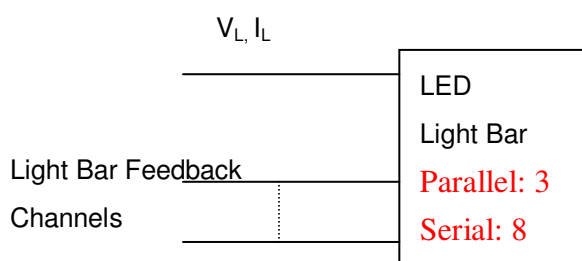 VL, IL
LED
Light Bar
Light Bar Feedback
Channels
Parallel: 3
Serial: 8